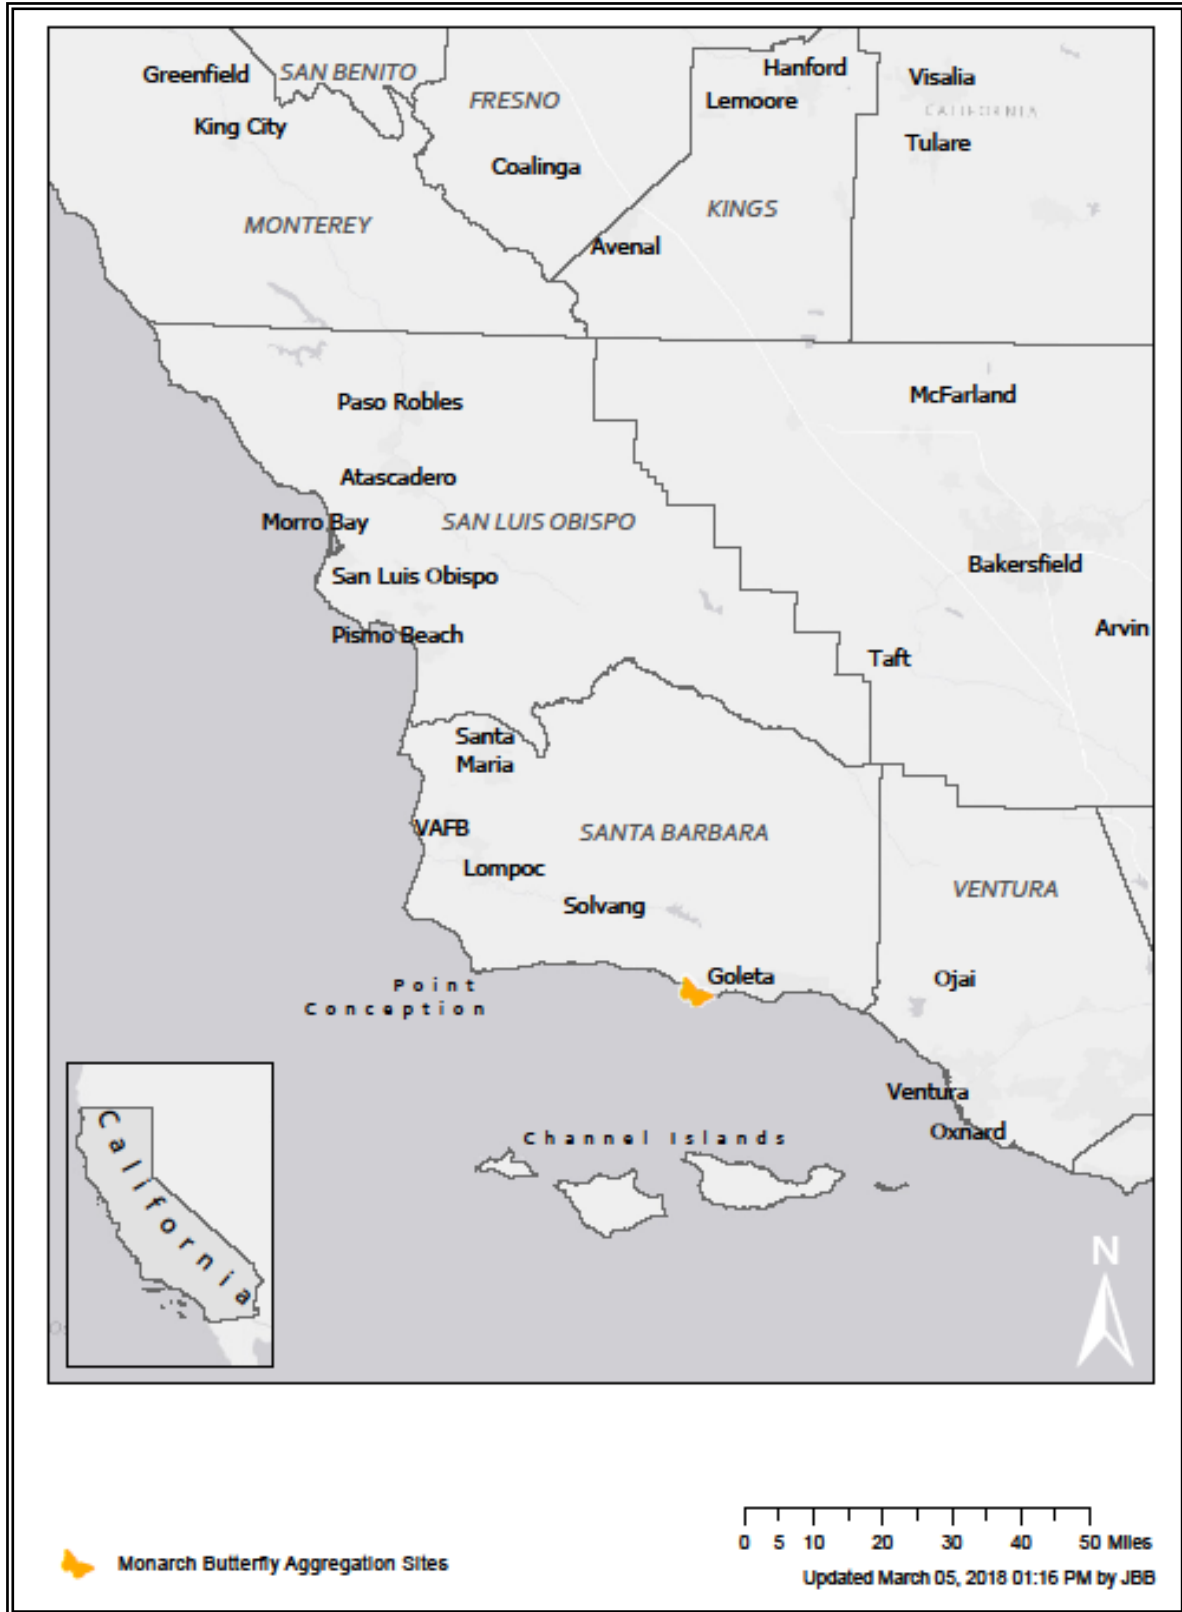 Greenfield
SAN BENITO
Hanford
Visalia
FRESNO
Lemoore
CALIFORNIA
King City
Tulare
Coalinga
KINGS
MONTEREY
Avenal
McFarland
Paso Robles
Atascadero
Morro Bay
SAN LUIS OBISPO
Bakersfield
San Luis Obispo
Arvin
Pismo Beach
Taft
Santa
Maria
VAFB
SANTA BARBARA
Lompoc
VENTURA
Solvang
Goleta
Ojai
Point
Conception
Ventura
Oxnard
Channel Islands
California
N
0 5 10 20 30 40 50 Miles
Monarch Butterfly Aggregation Sites
Updated March 05, 2018 01:16 PM by JBB